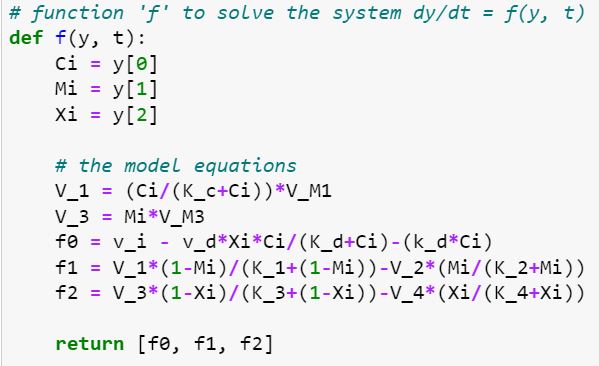 # function 'f' to solve the system dy/dt = f(y, t)
def f(y, t):
    Ci = y[0]
    Mi = y[1]
    Xi = y[2]

    # the model equations
    V_1 = (Ci/(K_c+Ci))*V_M1
    V_3 = Mi*V_M3
    f0 = v_i - v_d*Xi*Ci/(K_d+Ci)-(k_d*Ci)
    f1 = V_1*(1-Mi)/(K_1+(1-Mi))-V_2*(Mi/(K_2+Mi))
    f2 = V_3*(1-Xi)/(K_3+(1-Xi))-V_4*(Xi/(K_4+Xi))

    return [f0, f1, f2]